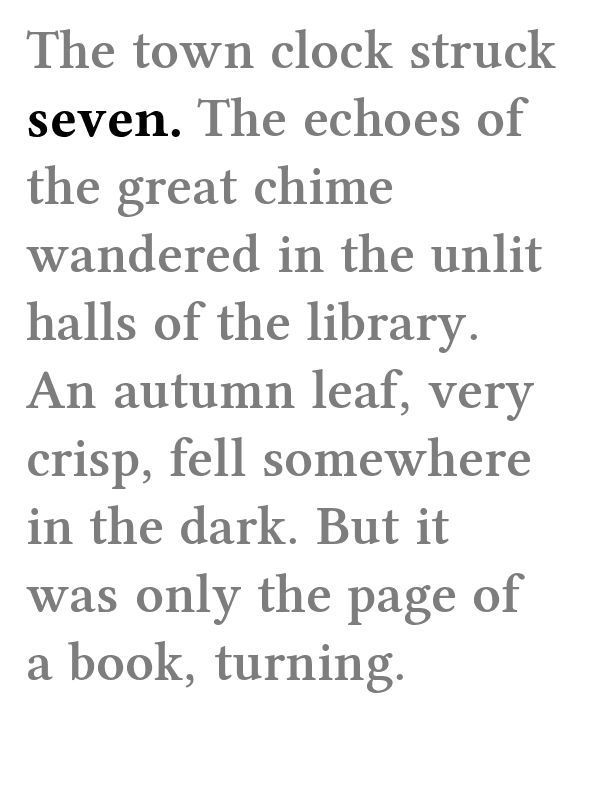 The town clock struck
seven. The echoes of
the great chime
wandered in the unlit
halls of the library.
An autumn leaf, very
crisp, fell somewhere
in the dark. But it
was only the page of
a book, turning.